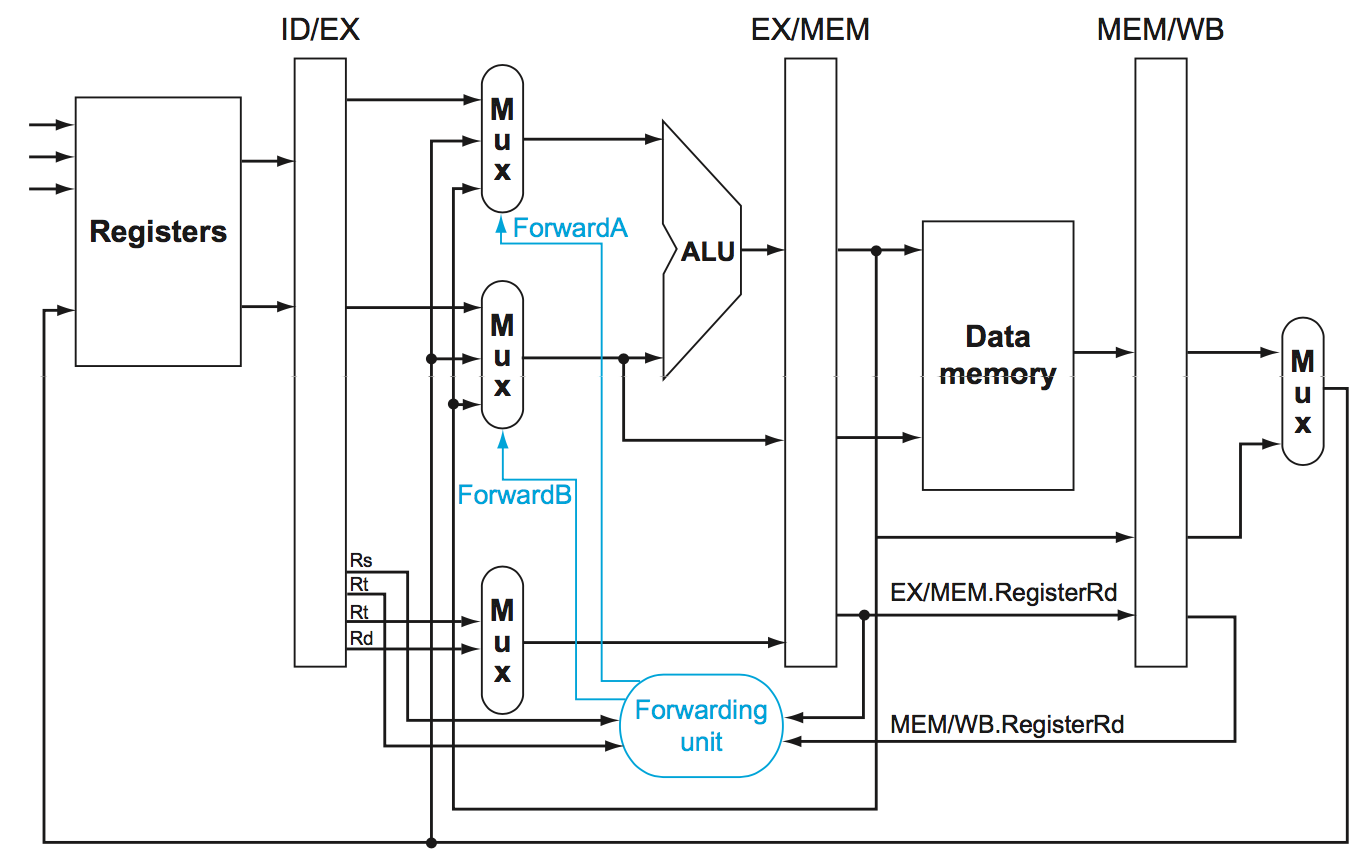 ID/EX
EX/MEM
MEM/WB
M
u
x
ForwardA
Registers
ALU
M
u
x
Data
memory
M
u
x
ForwardB
Rs
Rt
Rt
Rd
M
u
x
EX/MEM.RegisterRd
Forwarding
unit
MEM/WB.RegisterRd